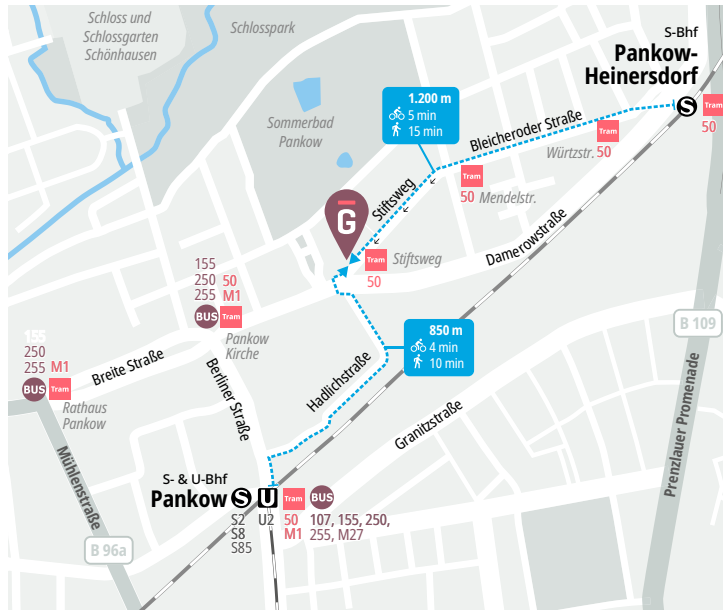 Schloss und
Schlossgarten
Schönhausen
Schlosspark
S-Bhf
Pankow-
Heinersdorf
S
Tram
50
1.200 m
5 min
15 min
Sommerbad
Pankow
Bleicheroder Straße
Tram
Würtzstr. 50
Tram
50 Mendelstr.
Stiftsweg
G
Damerowstraße
Tram
Stiftsweg
50
155
250 50
255 M1
BUS Tram
Pankow
Kirche
B 109
850 m
4 min
10 min
155
250
255 M1
BUS Tram
Rathaus
Pankow
Breite Straße
Berliner Straße
Hadlichstraße
Granitzstraße
Prenzlauer Promenade
Mühlenstraße
S- & U-Bhf
Pankow S U Tram BUS
S2 U2 50 107, 155, 250,
S8 M1 255, M27
S85
B 96a